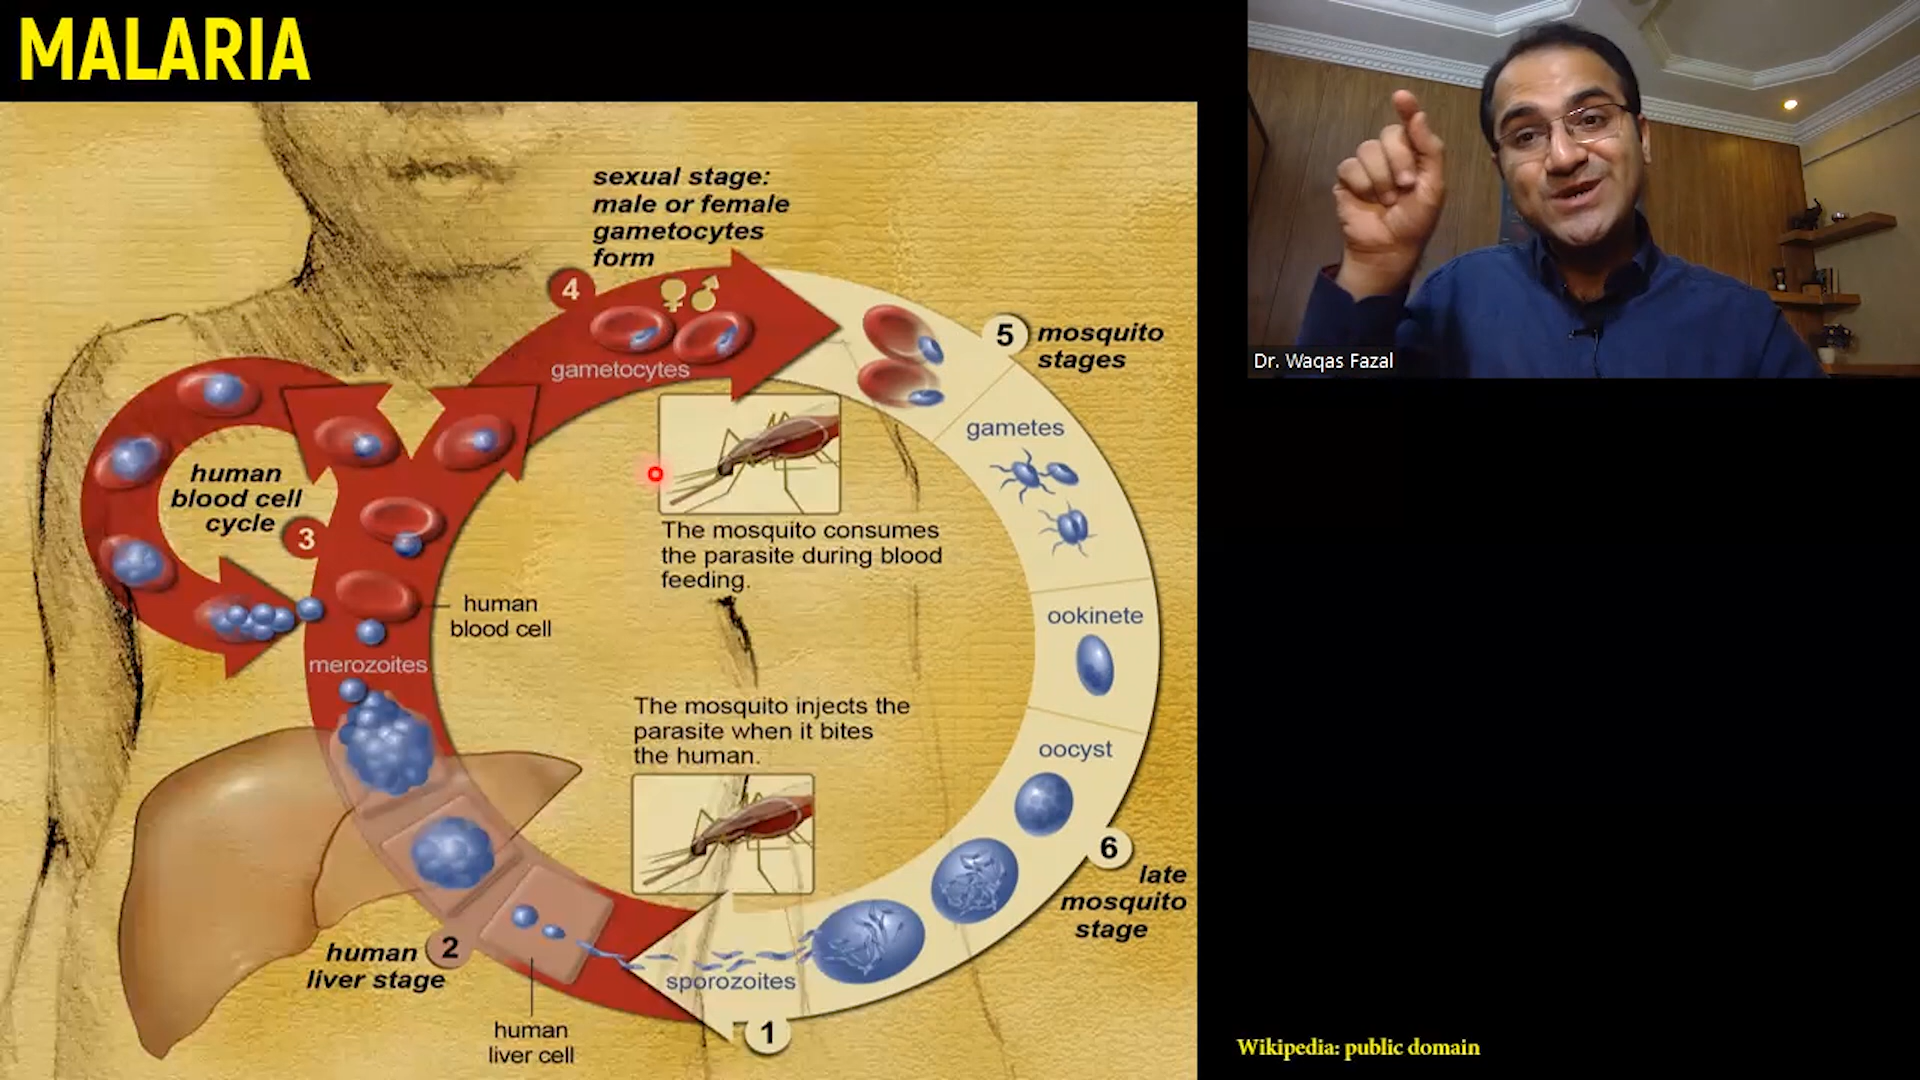 MALARIA
sexual stage:
male or female
gametocytes
form
4
gametocytes
5
mosquito
stages
gametes
human
blood cell
cycle
3
The mosquito consumes
the parasite during blood
feeding.
human
blood cell
ookinete
merozoites
The mosquito injects the
parasite when it bites
the human.
oocyst
6
late
mosquito
stage
human
liver stage
2
sporozoites
1
human
liver cell
Dr. Waqas Fazal
Wikipedia: public domain